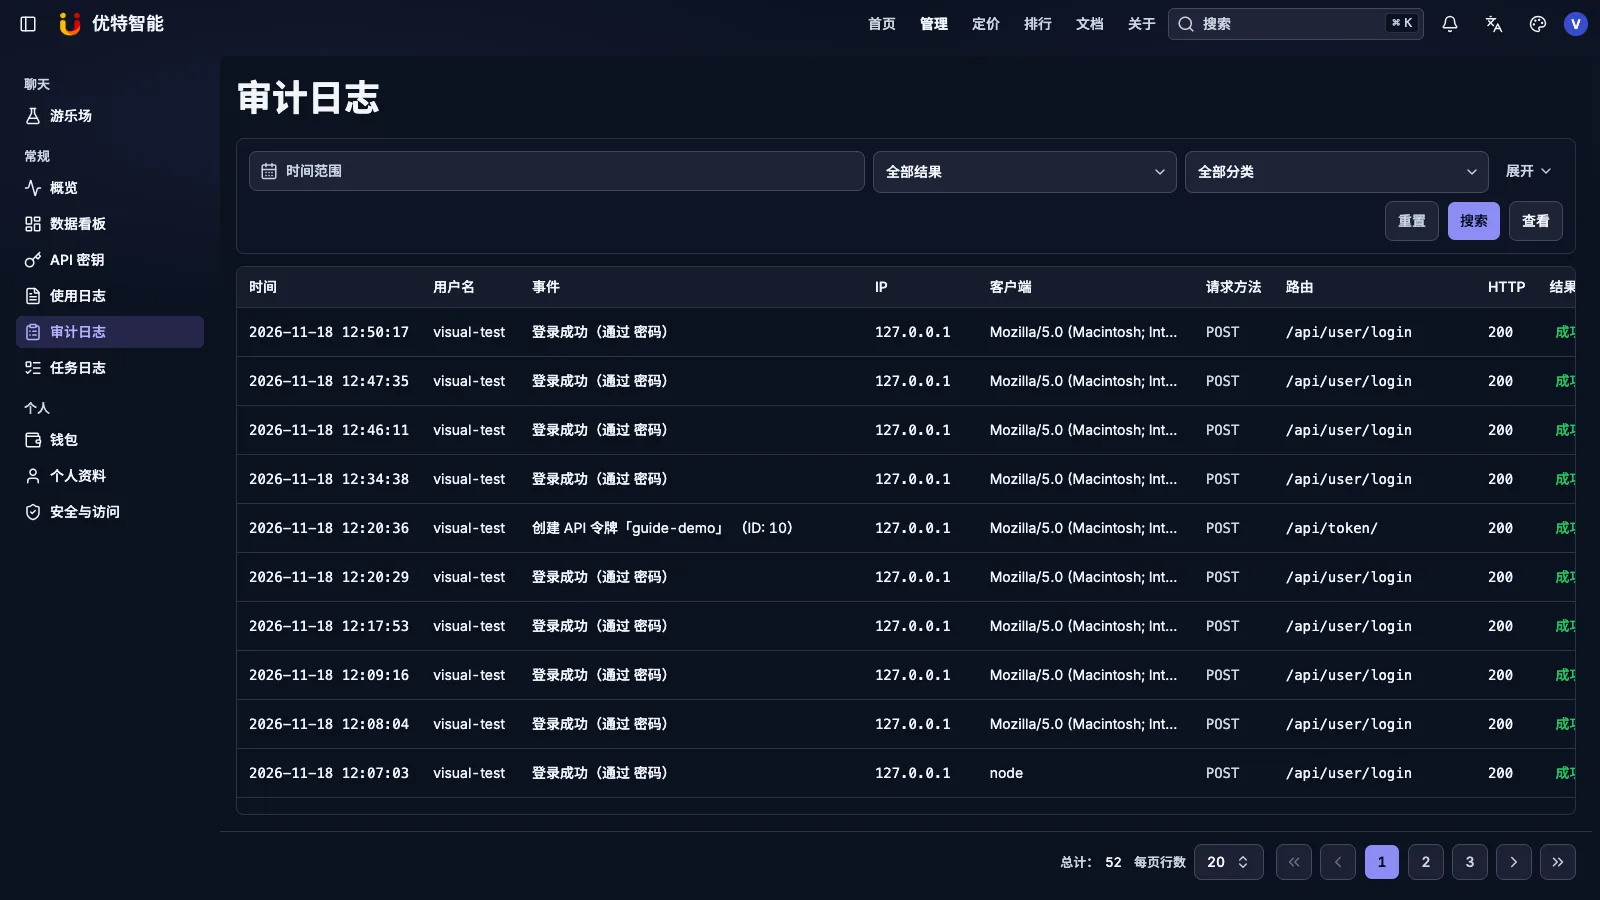 优特智能
首页 管理 定价 排行 文档 关于 搜索 ⌘ K V
聊天
游乐场
常规
概览
数据看板
API 密钥
使用日志
审计日志
任务日志
个人
钱包
个人资料
安全与访问
审计日志
时间范围 全部结果 全部分类 展开
重置 搜索 查看
时间 用户名 事件 IP 客户端 请求方法 路由 HTTP 结果
2026-11-18 12:50:17 visual-test 登录成功（通过 密码） 127.0.0.1 Mozilla/5.0 (Macintosh; Int... POST /api/user/login 200 成功
2026-11-18 12:47:35 visual-test 登录成功（通过 密码） 127.0.0.1 Mozilla/5.0 (Macintosh; Int... POST /api/user/login 200 成功
2026-11-18 12:46:11 visual-test 登录成功（通过 密码） 127.0.0.1 Mozilla/5.0 (Macintosh; Int... POST /api/user/login 200 成功
2026-11-18 12:34:38 visual-test 登录成功（通过 密码） 127.0.0.1 Mozilla/5.0 (Macintosh; Int... POST /api/user/login 200 成功
2026-11-18 12:20:36 visual-test 创建 API 令牌「guide-demo」 （ID: 10） 127.0.0.1 Mozilla/5.0 (Macintosh; Int... POST /api/token/ 200 成功
2026-11-18 12:20:29 visual-test 登录成功（通过 密码） 127.0.0.1 Mozilla/5.0 (Macintosh; Int... POST /api/user/login 200 成功
2026-11-18 12:17:53 visual-test 登录成功（通过 密码） 127.0.0.1 Mozilla/5.0 (Macintosh; Int... POST /api/user/login 200 成功
2026-11-18 12:09:16 visual-test 登录成功（通过 密码） 127.0.0.1 Mozilla/5.0 (Macintosh; Int... POST /api/user/login 200 成功
2026-11-18 12:08:04 visual-test 登录成功（通过 密码） 127.0.0.1 Mozilla/5.0 (Macintosh; Int... POST /api/user/login 200 成功
2026-11-18 12:07:03 visual-test 登录成功（通过 密码） 127.0.0.1 node POST /api/user/login 200 成功
总计： 52 每页行数 20 1 2 3